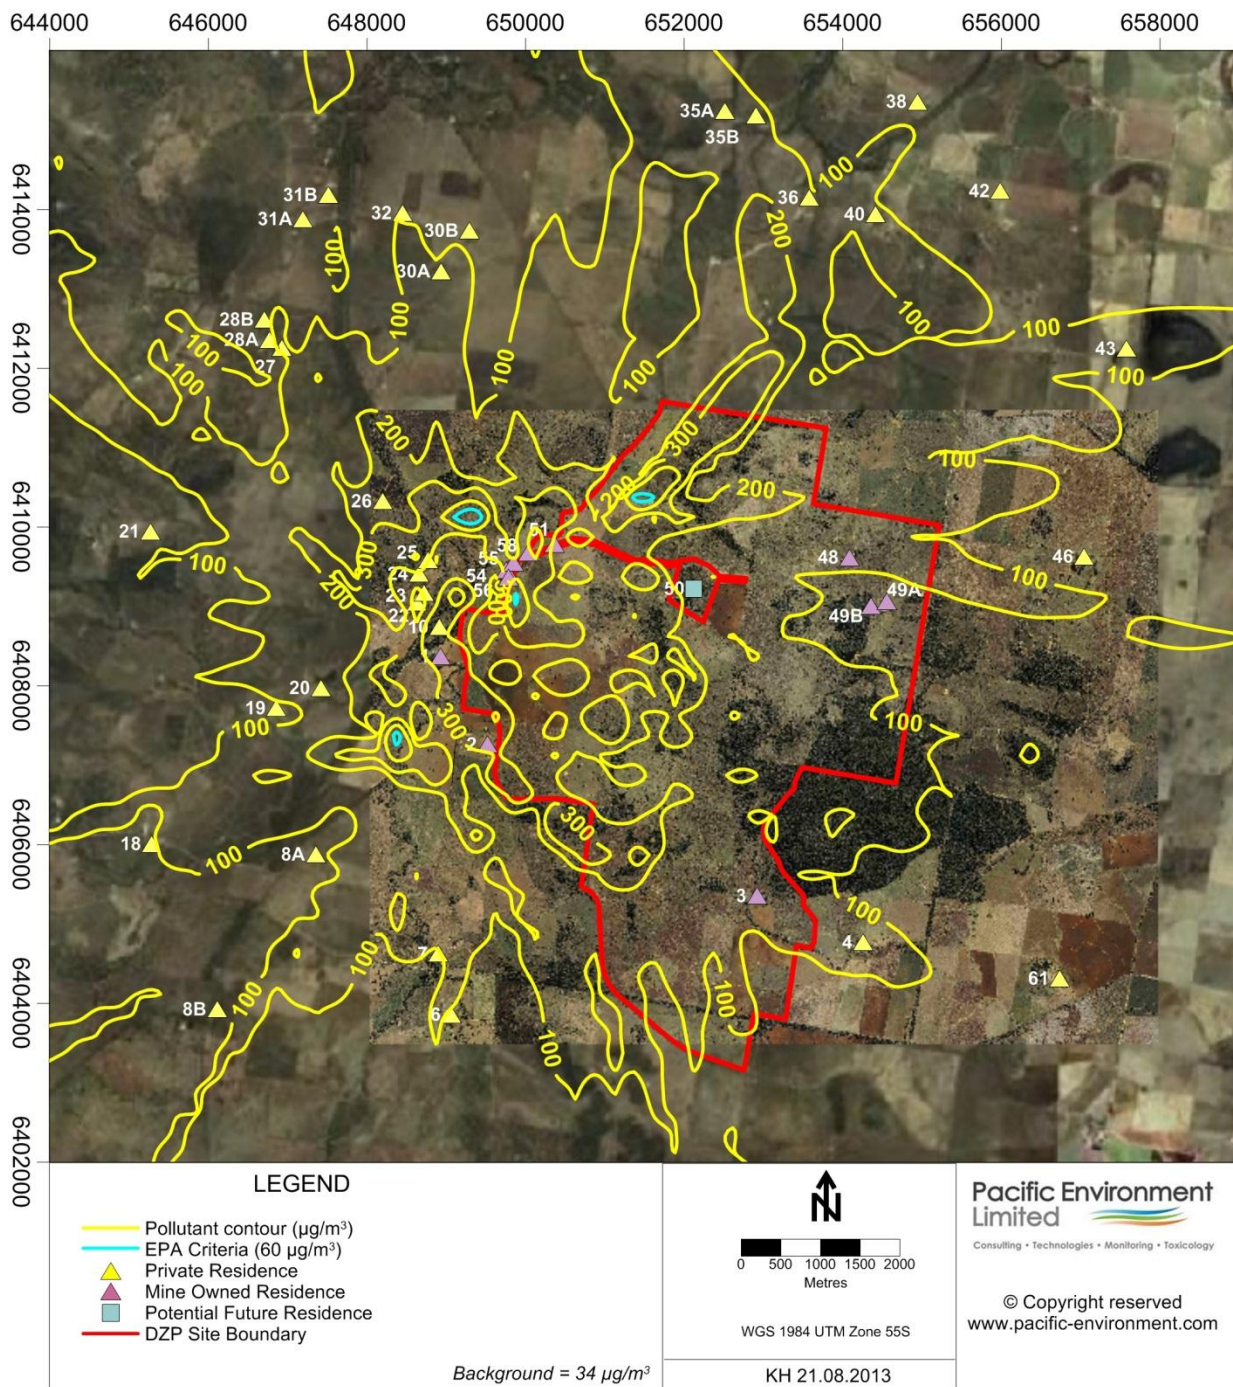 644000 646000 648000 650000 652000 654000 656000 658000
6414000
6412000
6410000
6408000
6406000
6404000
6402000
38
35A
35B
42
31B
36
32
40
31A
30B
200
100
100
30A
100
100
100
100
100
28B
28A
100
43
27
100
100
100
200
300
100
200
200
26
51
21
58
300
25
55
48
46
100
24
54
50
49A
100
200
23
56
300
49B
22
10
1
20
19
100
300
100
2
300
18
100
8A
3
100
100
7
4
61
100
100
8B
6
100
LEGEND
Pollutant contour (µg/m³)
EPA Criteria (60 µg/m³)
Private Residence
Mine Owned Residence
Potential Future Residence
DZP Site Boundary
Background = 34 µg/m³
N
0 500 1000 1500 2000
Metres
WGS 1984 UTM Zone 55S
KH 21.08.2013
Pacific Environment
Limited
Consulting • Technologies • Monitoring • Toxicology
© Copyright reserved
www.pacific-environment.com